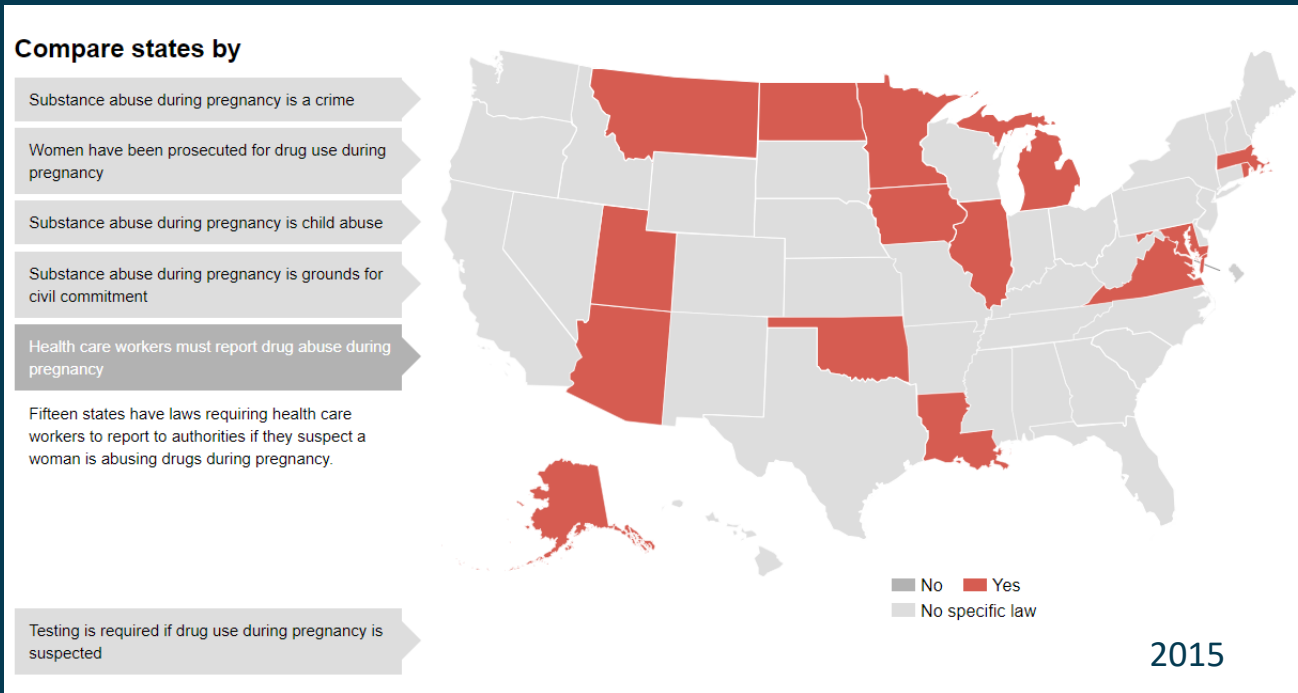 Compare states by
Substance abuse during pregnancy is a crime
Women have been prosecuted for drug use during
pregnancy
Substance abuse during pregnancy is child abuse
Substance abuse during pregnancy is grounds for
civil commitment
Health care workers must report drug abuse during
pregnancy
Fifteen states have laws requiring health care
workers to report to authorities if they suspect a
woman is abusing drugs during pregnancy.
Testing is required if drug use during pregnancy is
suspected
No Yes
No specific law
2015